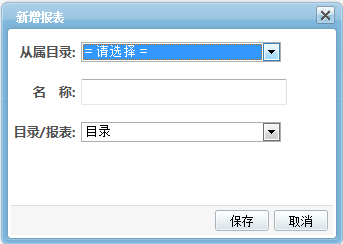 新增报表
从属目录: = 请选择 =
名 称:
目录/报表: 目录
保存 取消